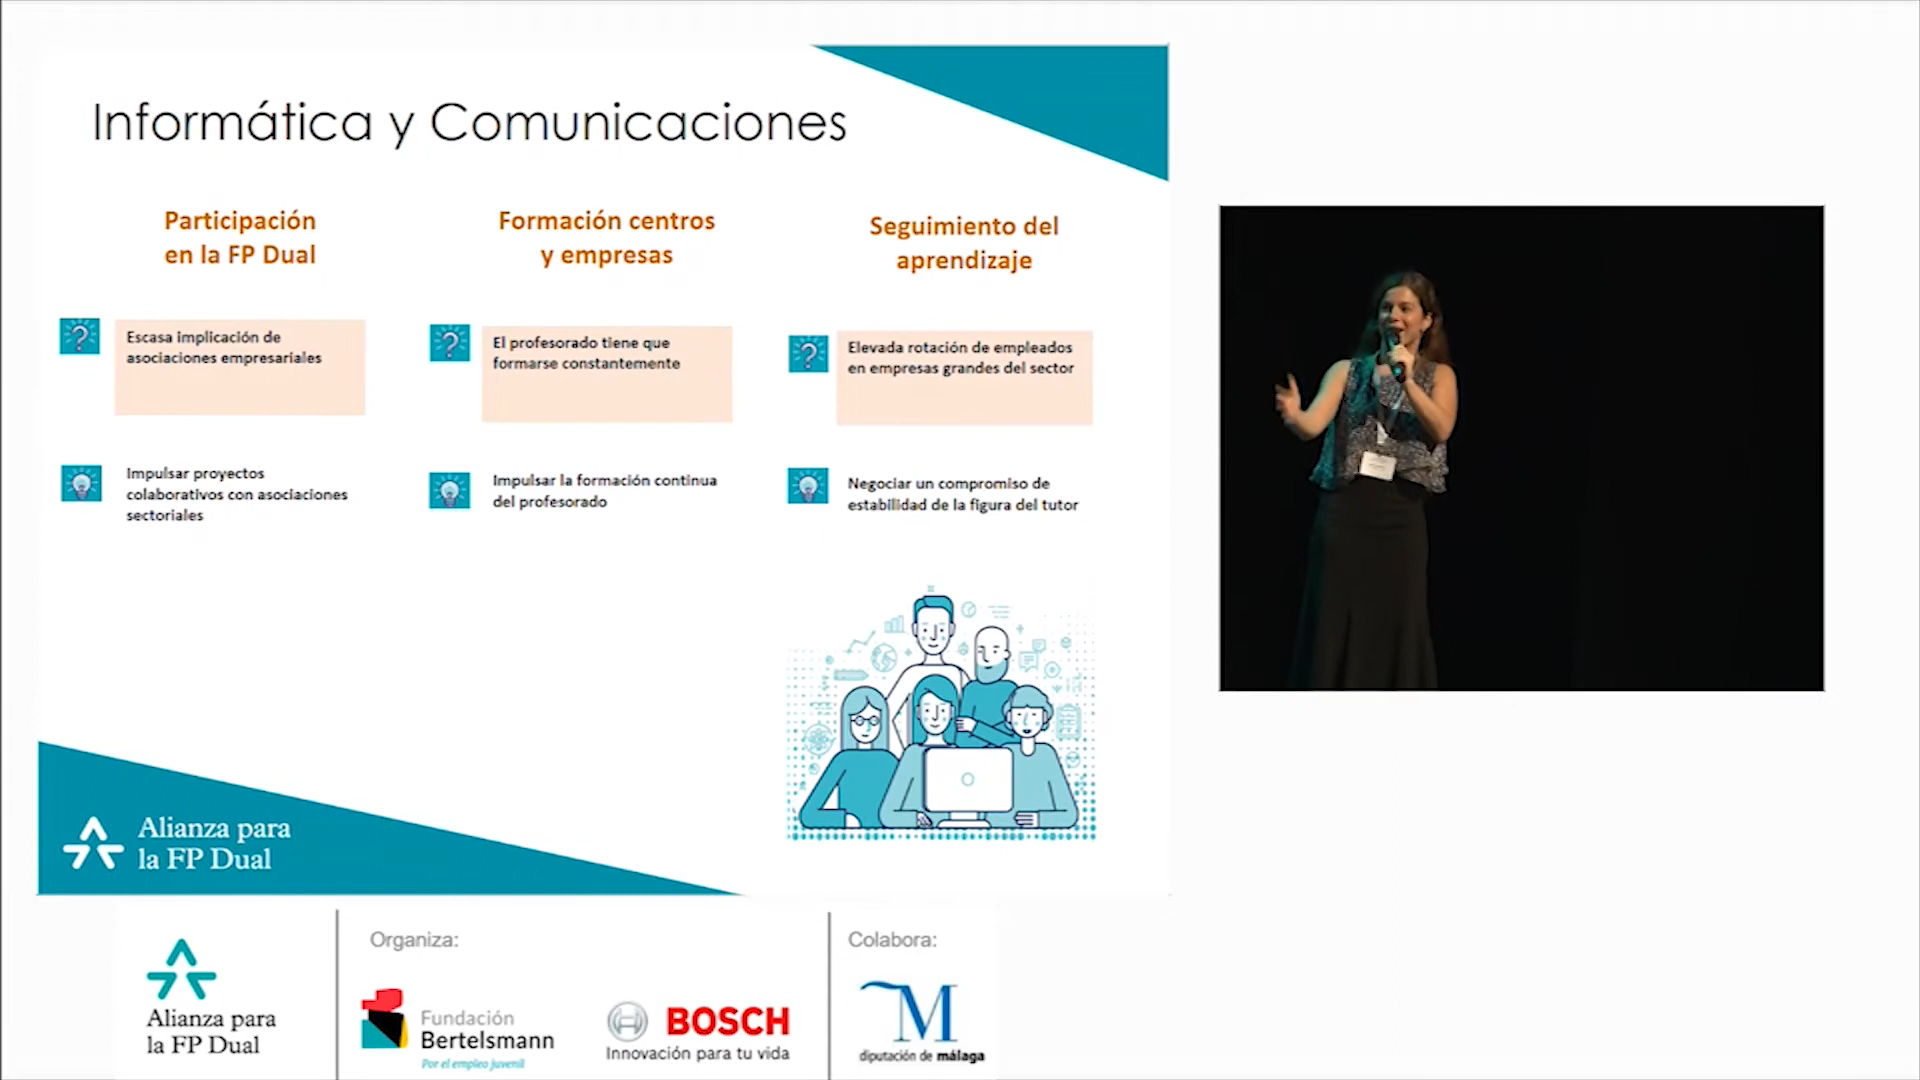 Informática y Comunicaciones
Participación
en la FP Dual
Escasa implicación de
asociaciones empresariales
Impulsar proyectos
colaborativos con asociaciones
sectoriales
Formación centros
y empresas
El profesorado tiene que
formarse constantemente
Impulsar la formación continua
del profesorado
Seguimiento del
aprendizaje
Elevada rotación de empleados
en empresas grandes del sector
Negociar un compromiso de
estabilidad de la figura del tutor
Alianza para
la FP Dual
Alianza para
la FP Dual
Organiza:
Fundación
Bertelsmann
Por el empleo juvenil
BOSCH
Innovación para tu vida
Colabora:
M
diputación de málaga